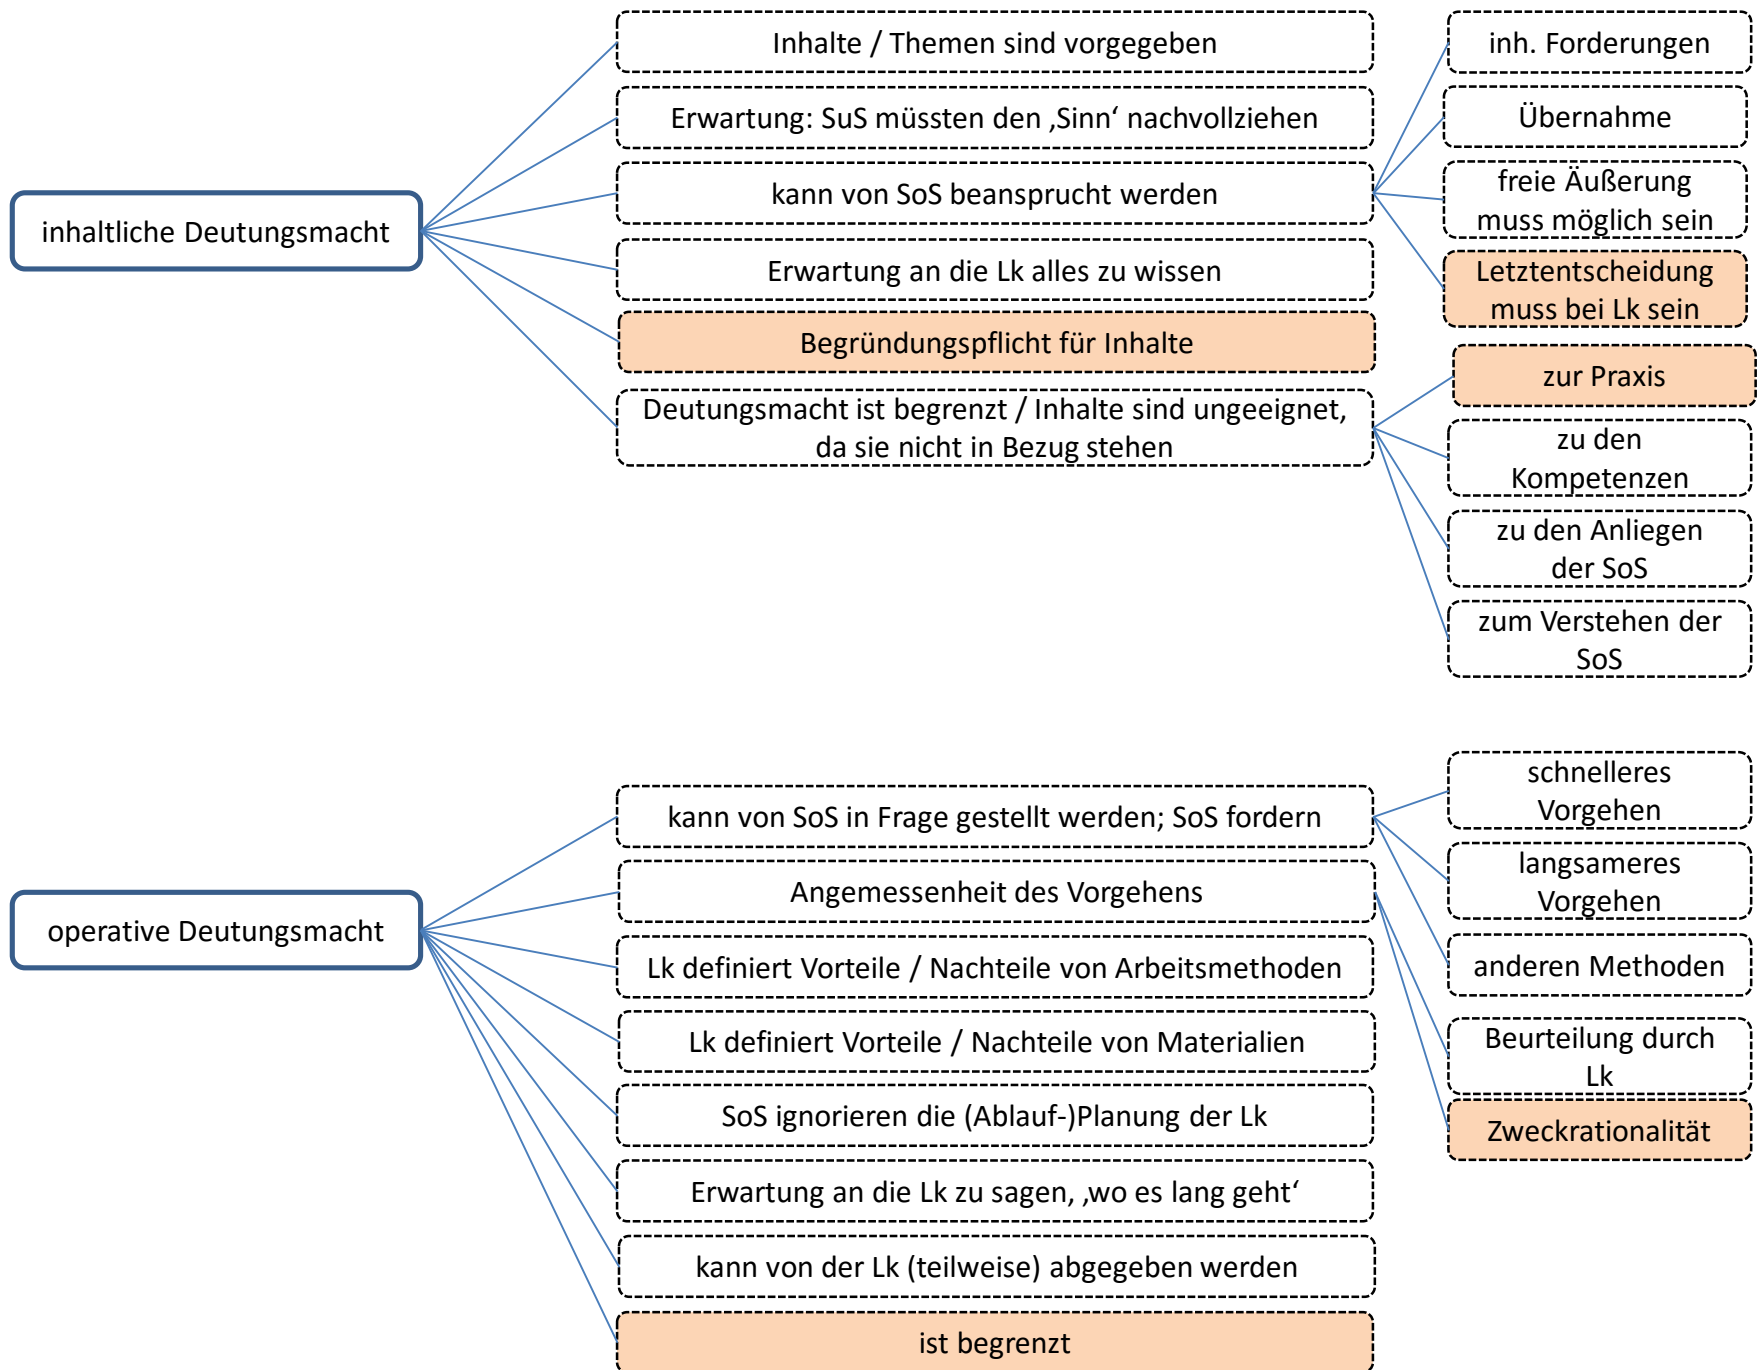 inhaltliche Deutungsmacht
Inhalte / Themen sind vorgegeben
Erwartung: SuS müssten den ‚Sinn‘ nachvollziehen
kann von SoS beansprucht werden
Erwartung an die Lk alles zu wissen
Begründungspflicht für Inhalte
Deutungsmacht ist begrenzt / Inhalte sind ungeeignet,
da sie nicht in Bezug stehen
inh. Forderungen
Übernahme
freie Äußerung
muss möglich sein
Letztentscheidung
muss bei Lk sein
zur Praxis
zu den
Kompetenzen
zu den Anliegen
der SoS
zum Verstehen der
SoS
operative Deutungsmacht
kann von SoS in Frage gestellt werden; SoS fordern
Angemessenheit des Vorgehens
Lk definiert Vorteile / Nachteile von Arbeitsmethoden
Lk definiert Vorteile / Nachteile von Materialien
SoS ignorieren die (Ablauf-)Planung der Lk
Erwartung an die Lk zu sagen, ‚wo es lang geht‘
kann von der Lk (teilweise) abgegeben werden
ist begrenzt
schnelleres
Vorgehen
langsameres
Vorgehen
anderen Methoden
Beurteilung durch
Lk
Zweckrationalität